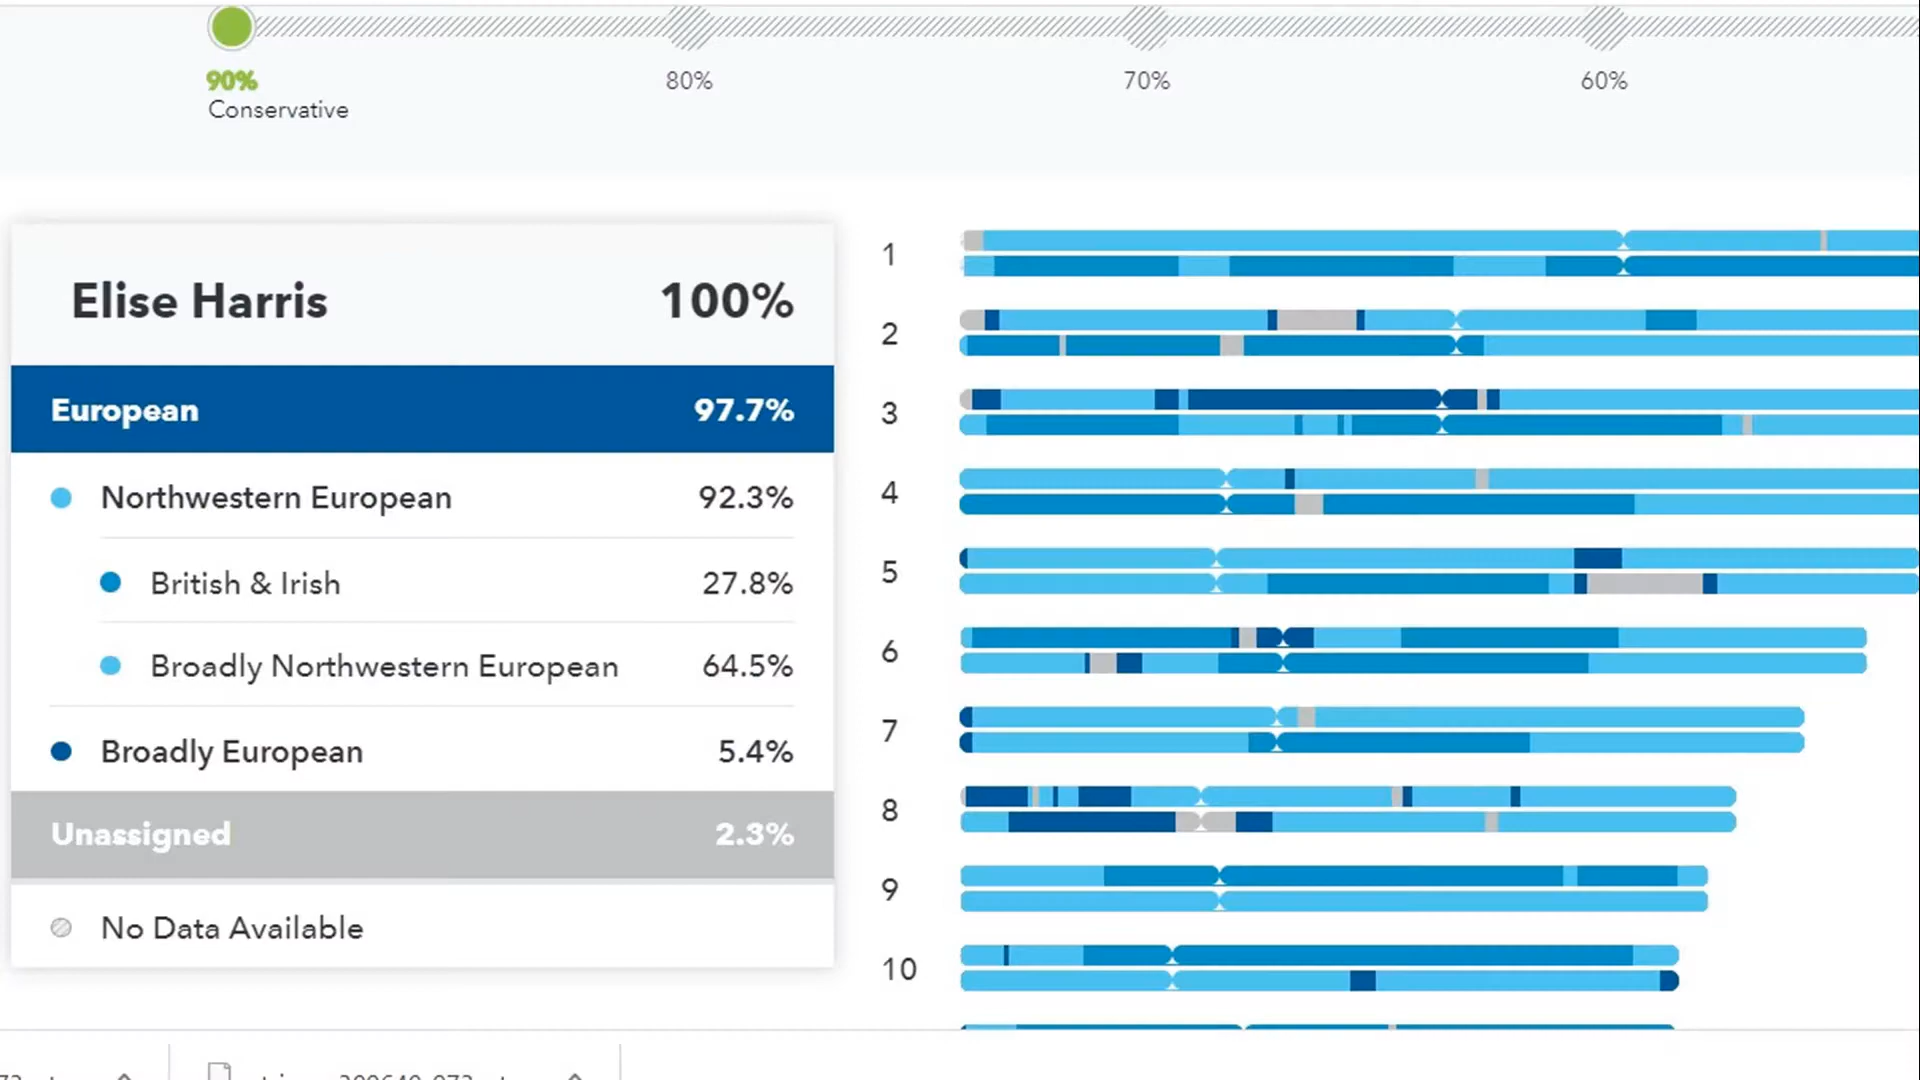 90% 80% 70% 60%
Conservative
Elise Harris 100%
European 97.7%
Northwestern European 92.3%
British & Irish 27.8%
Broadly Northwestern European 64.5%
Broadly European 5.4%
Unassigned 2.3%
No Data Available
1
2
3
4
5
6
7
8
9
10